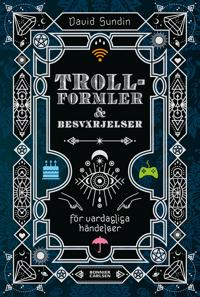 David Sundin
TROLL-
FORMLER
&
BESVÄRJELSER
för vardagliga
händelser
BONNIER
CARLSEN